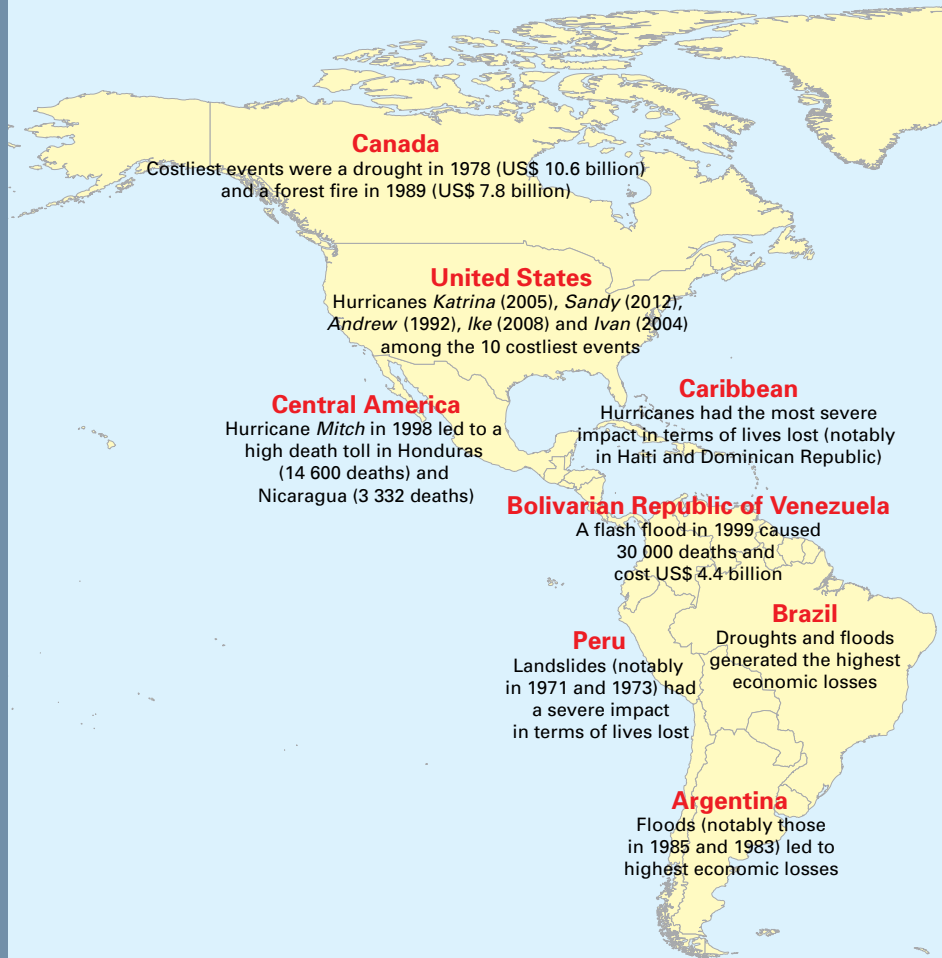 Canada
Costliest events were a drought in 1978 (US$ 10.6 billion)
and a forest fire in 1989 (US$ 7.8 billion)
United States
Hurricanes Katrina (2005), Sandy (2012),
Andrew (1992), Ike (2008) and Ivan (2004)
among the 10 costliest events
Caribbean
Hurricanes had the most severe
impact in terms of lives lost (notably
in Haiti and Dominican Republic)
Central America
Hurricane Mitch in 1998 led to a
high death toll in Honduras
(14 600 deaths) and
Nicaragua (3 332 deaths)
Bolivarian Republic of Venezuela
A flash flood in 1999 caused
30 000 deaths and
cost US$ 4.4 billion
Brazil
Droughts and floods
generated the highest
economic losses
Peru
Landslides (notably
in 1971 and 1973) had
a severe impact
in terms of lives lost
Argentina
Floods (notably those
in 1985 and 1983) led to
highest economic losses